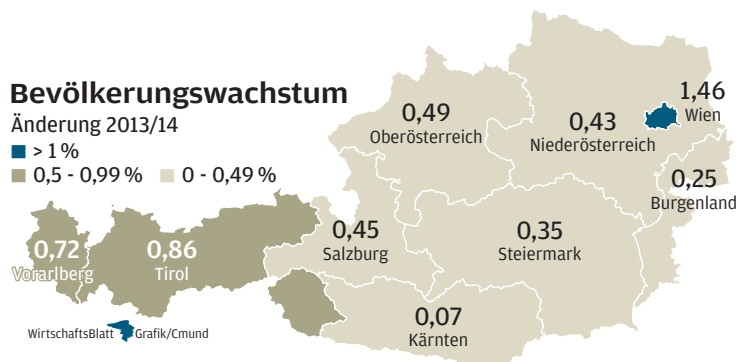 Bevölkerungswachstum
Änderung 2013/14
> 1 %
0,5 - 0,99 % 0 - 0,49 %
0,49
Oberösterreich
0,43
Niederösterreich
1,46
Wien
0,25
Burgenland
0,72
Vorarlberg
0,86
Tirol
0,45
Salzburg
0,35
Steiermark
0,07
Kärnten
WirtschaftsBlatt Grafik/Cmund